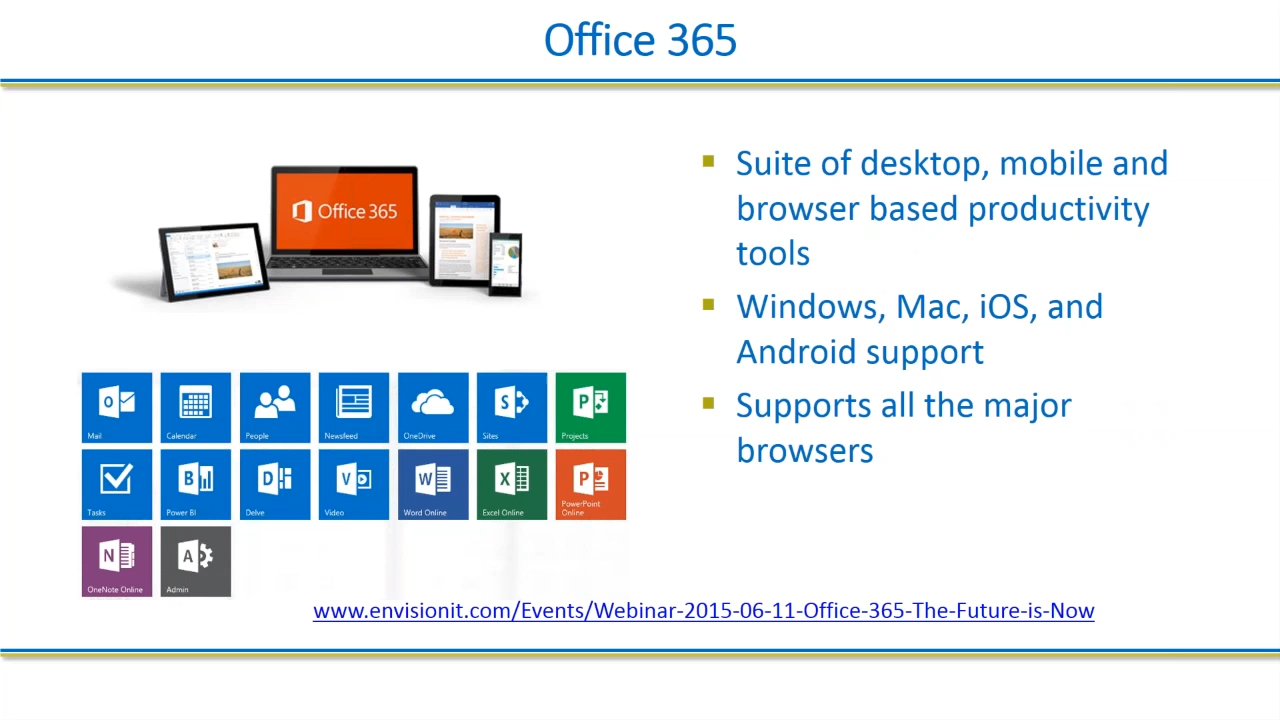 Office 365
Office 365
Suite of desktop, mobile and
browser based productivity
tools
Windows, Mac, iOS, and
Android support
Supports all the major
browsers
Mail
Calendar
People
Newsfeed
OneDrive
Sites
Projects
Tasks
Power BI
Delve
Video
Word Online
Excel Online
PowerPoint
Online
OneNote Online
Admin
www.envisionit.com/Events/Webinar-2015-06-11-Office-365-The-Future-is-Now